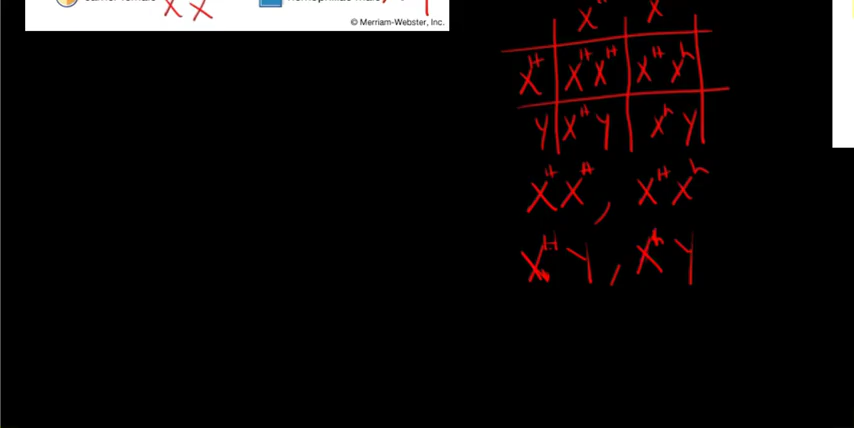 © Merriam-Webster, Inc.
X X
X^H X^H X^H X^H X^h
Y X^H Y X^h Y
X^H X^H, X^H X^h
X^H Y, X^h Y